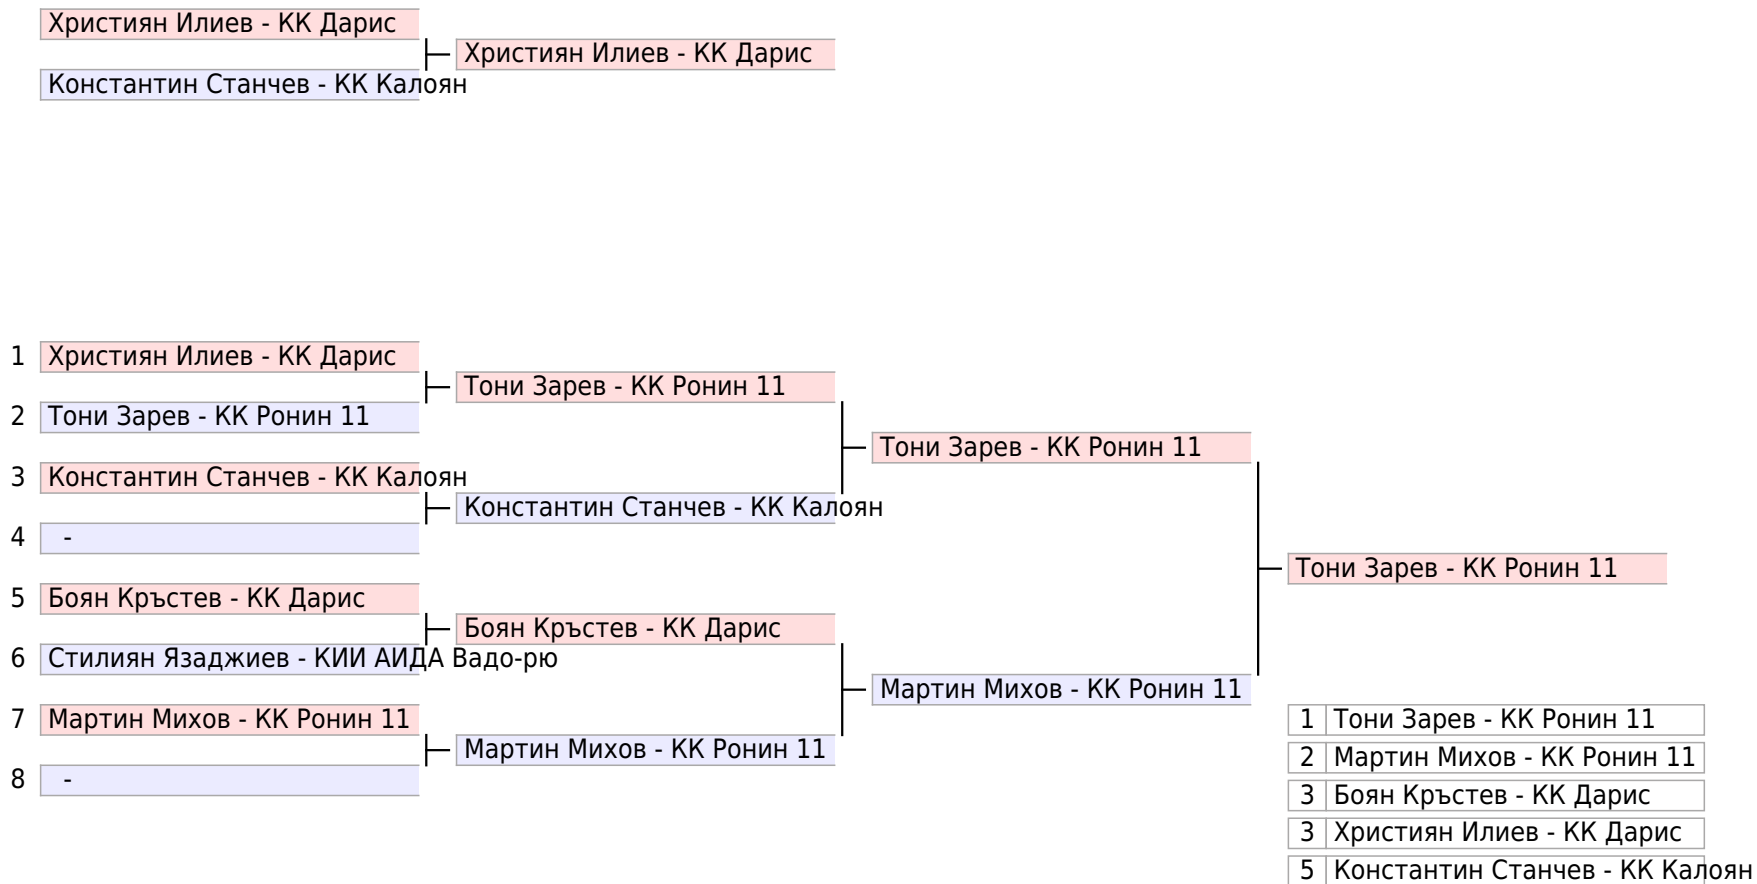 Християн Илиев - КК Дарис
Християн Илиев - КК Дарис
Константин Станчев - КК Калоян
1 Християн Илиев - КК Дарис
Тони Зарев - КК Ронин 11
2 Тони Зарев - КК Ронин 11
Тони Зарев - КК Ронин 11
3 Константин Станчев - КК Калоян
Константин Станчев - КК Калоян
4 -
Тони Зарев - КК Ронин 11
5 Боян Кръстев - КК Дарис
Боян Кръстев - КК Дарис
6 Стилиян Язаджиев - КИИ АИДА Вадо-рю
Мартин Михов - КК Ронин 11
7 Мартин Михов - КК Ронин 11
Мартин Михов - КК Ронин 11
8 -
1 Тони Зарев - КК Ронин 11
2 Мартин Михов - КК Ронин 11
3 Боян Кръстев - КК Дарис
3 Християн Илиев - КК Дарис
5 Константин Станчев - КК Калоян